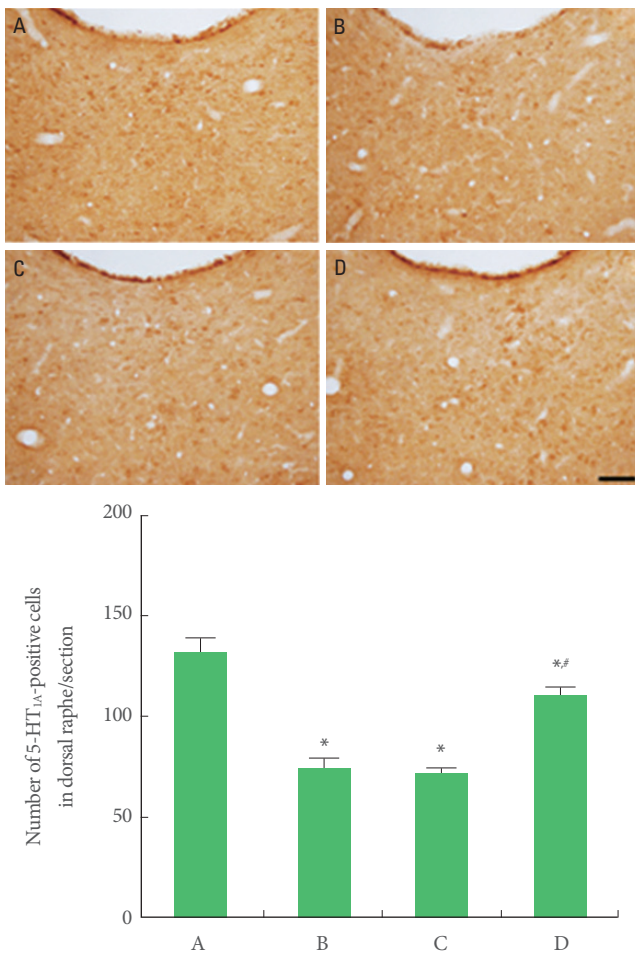 A
B
C
D
200
150
100
50
0
Number of 5-HT1A-positive cells
in dorsal raphe/section
*
*
*,#
A
B
C
D